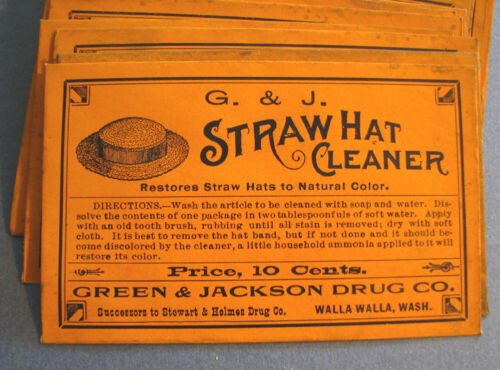 G. & J.
STRAW HAT
CLEANER
Restores Straw Hats to Natural Color.
DIRECTIONS.—Wash the article to be cleaned with soap and water. Dis-
solve the contents of one package in two tablespoonfuls of soft water. Apply
with an old tooth brush, rubbing until all stain is removed; dry with soft
cloth. It is best to remove the hat band, but if not done and it should be-
come discolored by the cleaner, a little household ammonia applied to it will
restore its color.
Price, 10 Cents.
GREEN & JACKSON DRUG CO.
Successors to Stewart & Holmes Drug Co. WALLA WALLA, WASH.